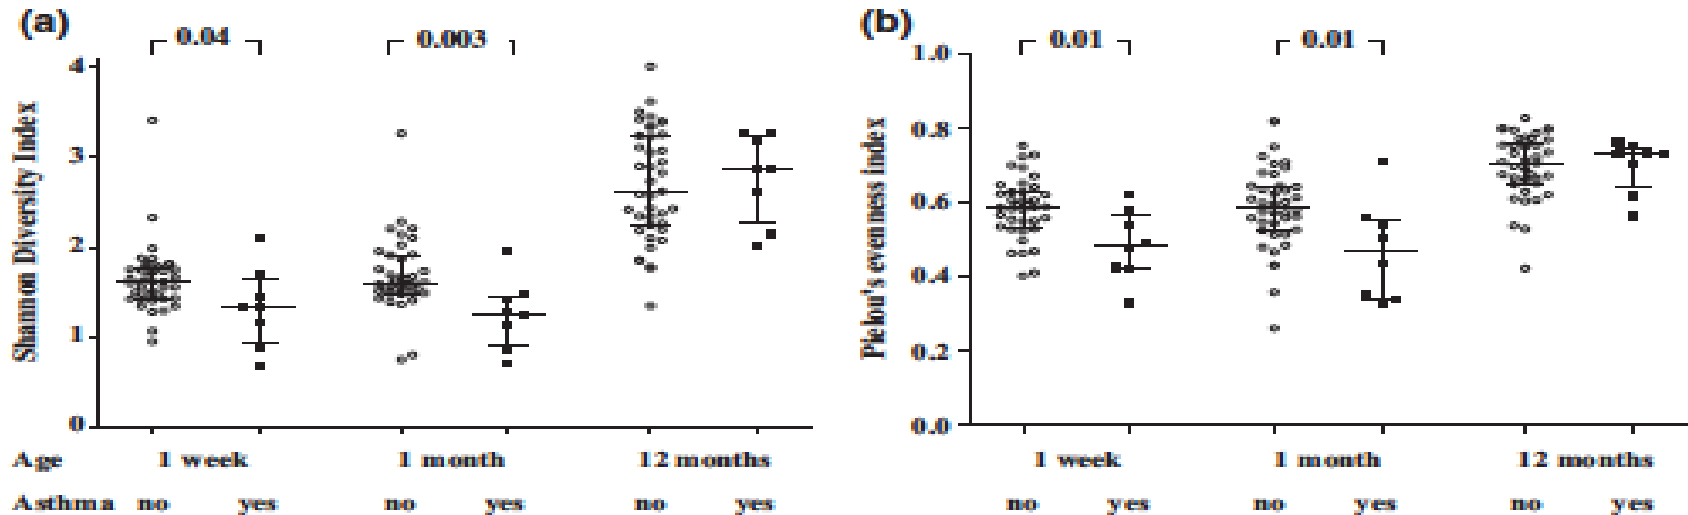 (a)
0.04 0.003
Shannon Diversity Index
4
3
2
1
0
Age 1 week 1 month 12 months
Asthma no yes no yes no yes
(b)
0.01 0.01
Pielou's evenness index
1.0
0.8
0.6
0.4
0.2
0.0
1 week 1 month 12 months
no yes no yes no yes